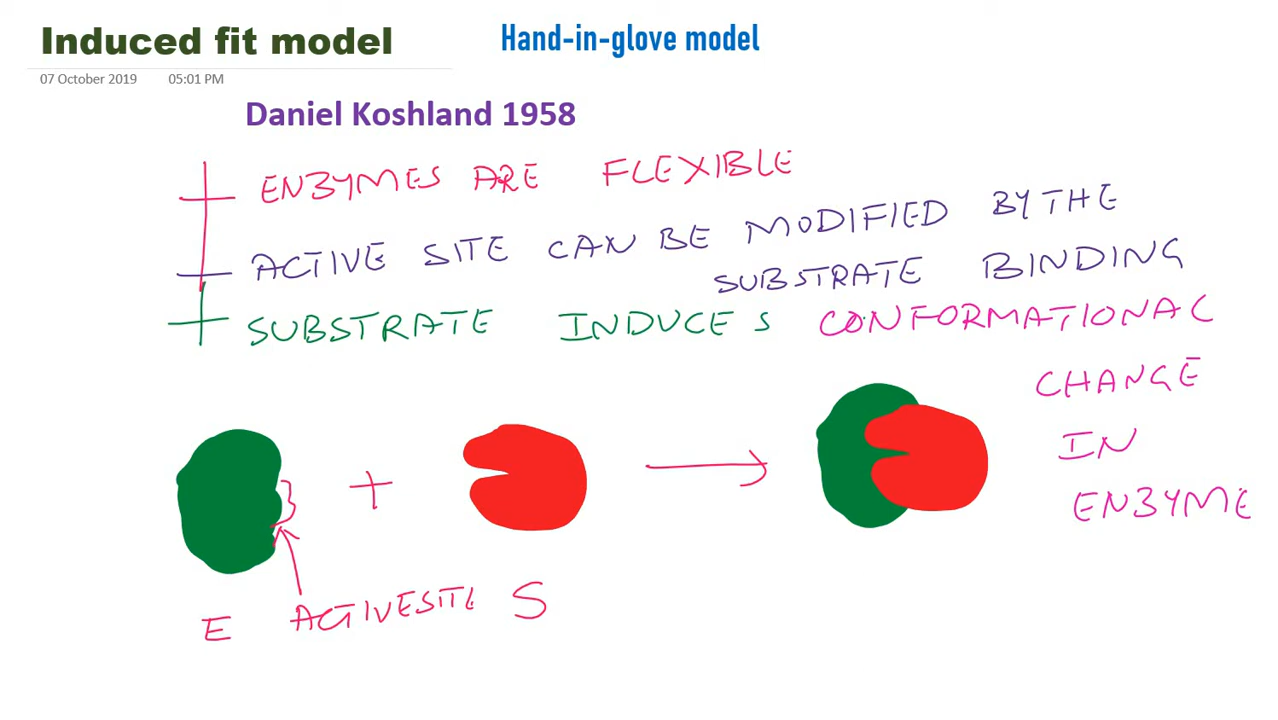 Induced fit model
Hand-in-glove model
07 October 2019 05:01 PM
Daniel Koshland 1958
ENZYMES ARE FLEXIBLE
ACTIVE SITE CAN BE MODIFIED BY THE
SUBSTRATE BINDING
SUBSTRATE INDUCES CONFORMATIONAL
CHANGE
IN
ENZYME
+
E ACTIVESITE S